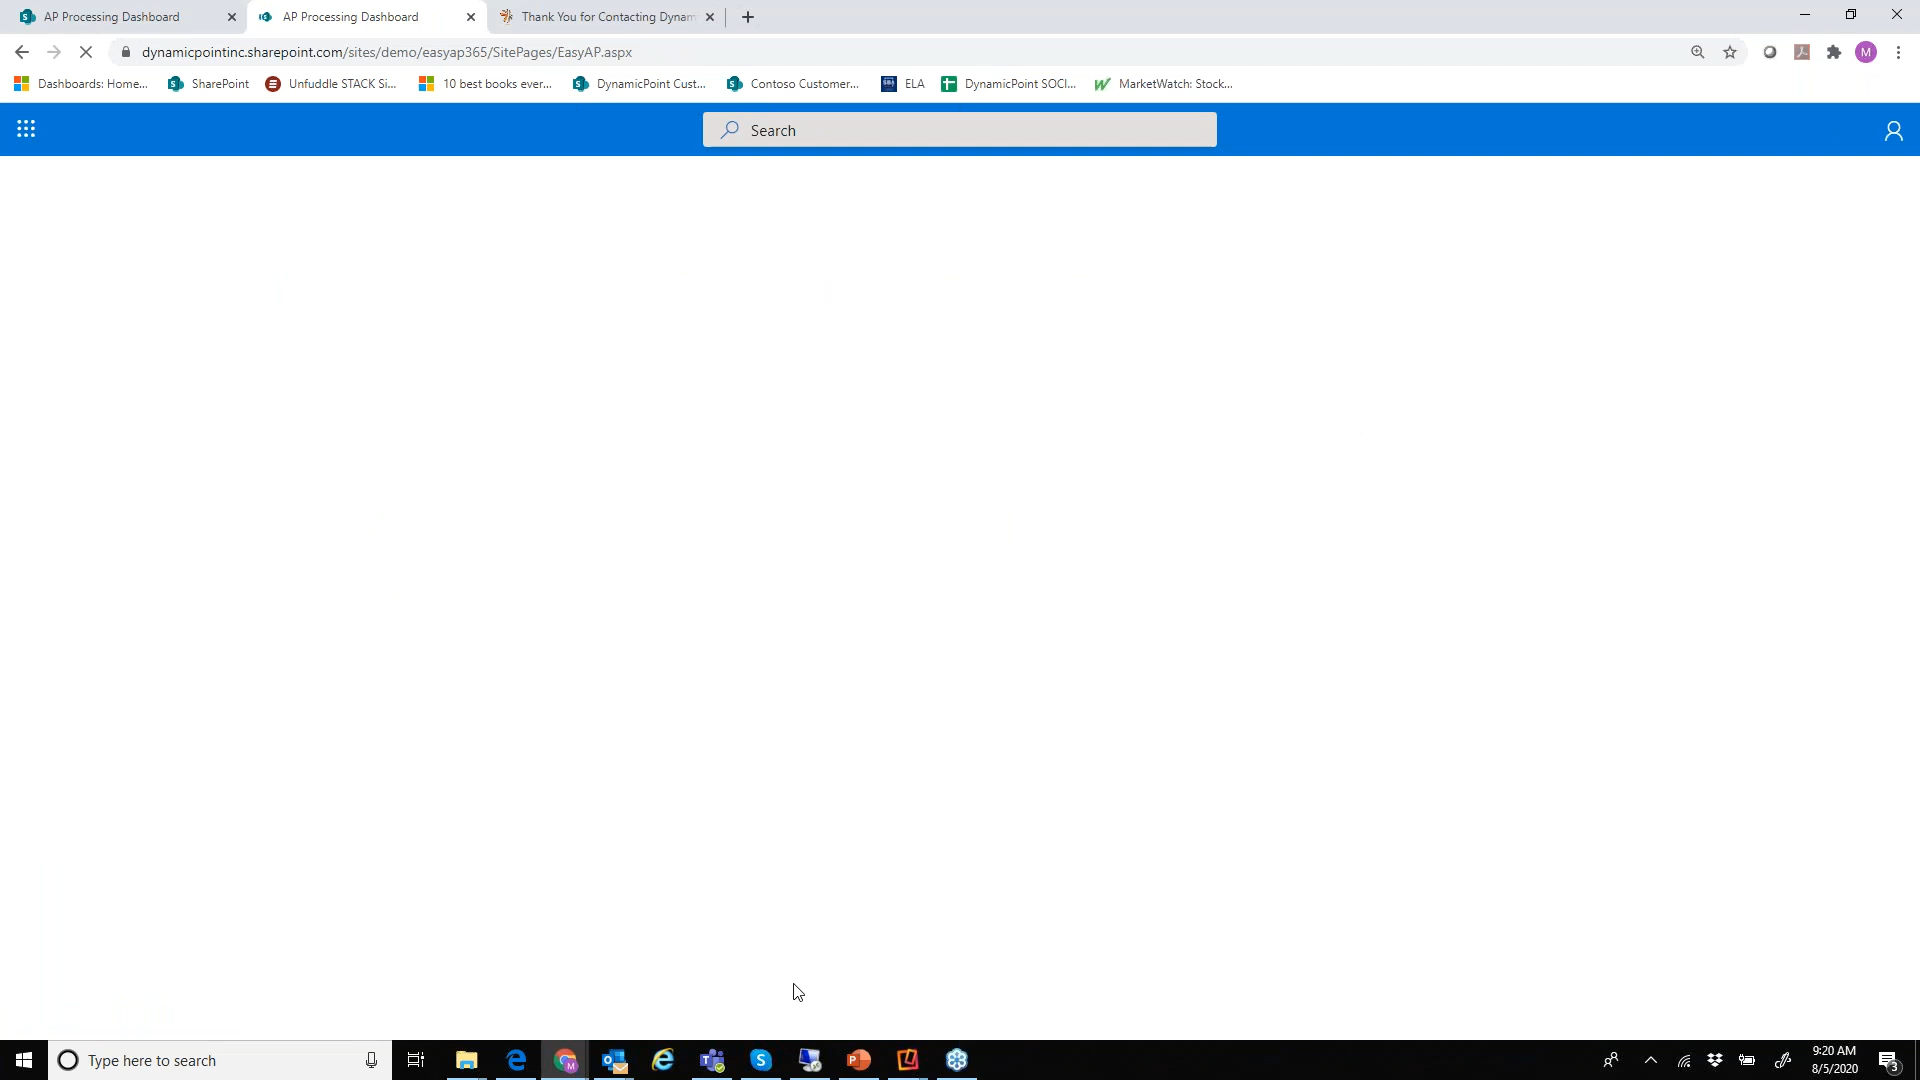 AP Processing Dashboard
AP Processing Dashboard
Thank You for Contacting Dynam
dynamicpointinc.sharepoint.com/sites/demo/easyap365/SitePages/EasyAP.aspx
M
Dashboards: Home...
SharePoint
Unfuddle STACK Si...
10 best books ever...
DynamicPoint Cust...
Contoso Customer...
ELA
DynamicPoint SOCI...
MarketWatch: Stock...
Search
Type here to search
9:20 AM
8/5/2020
3